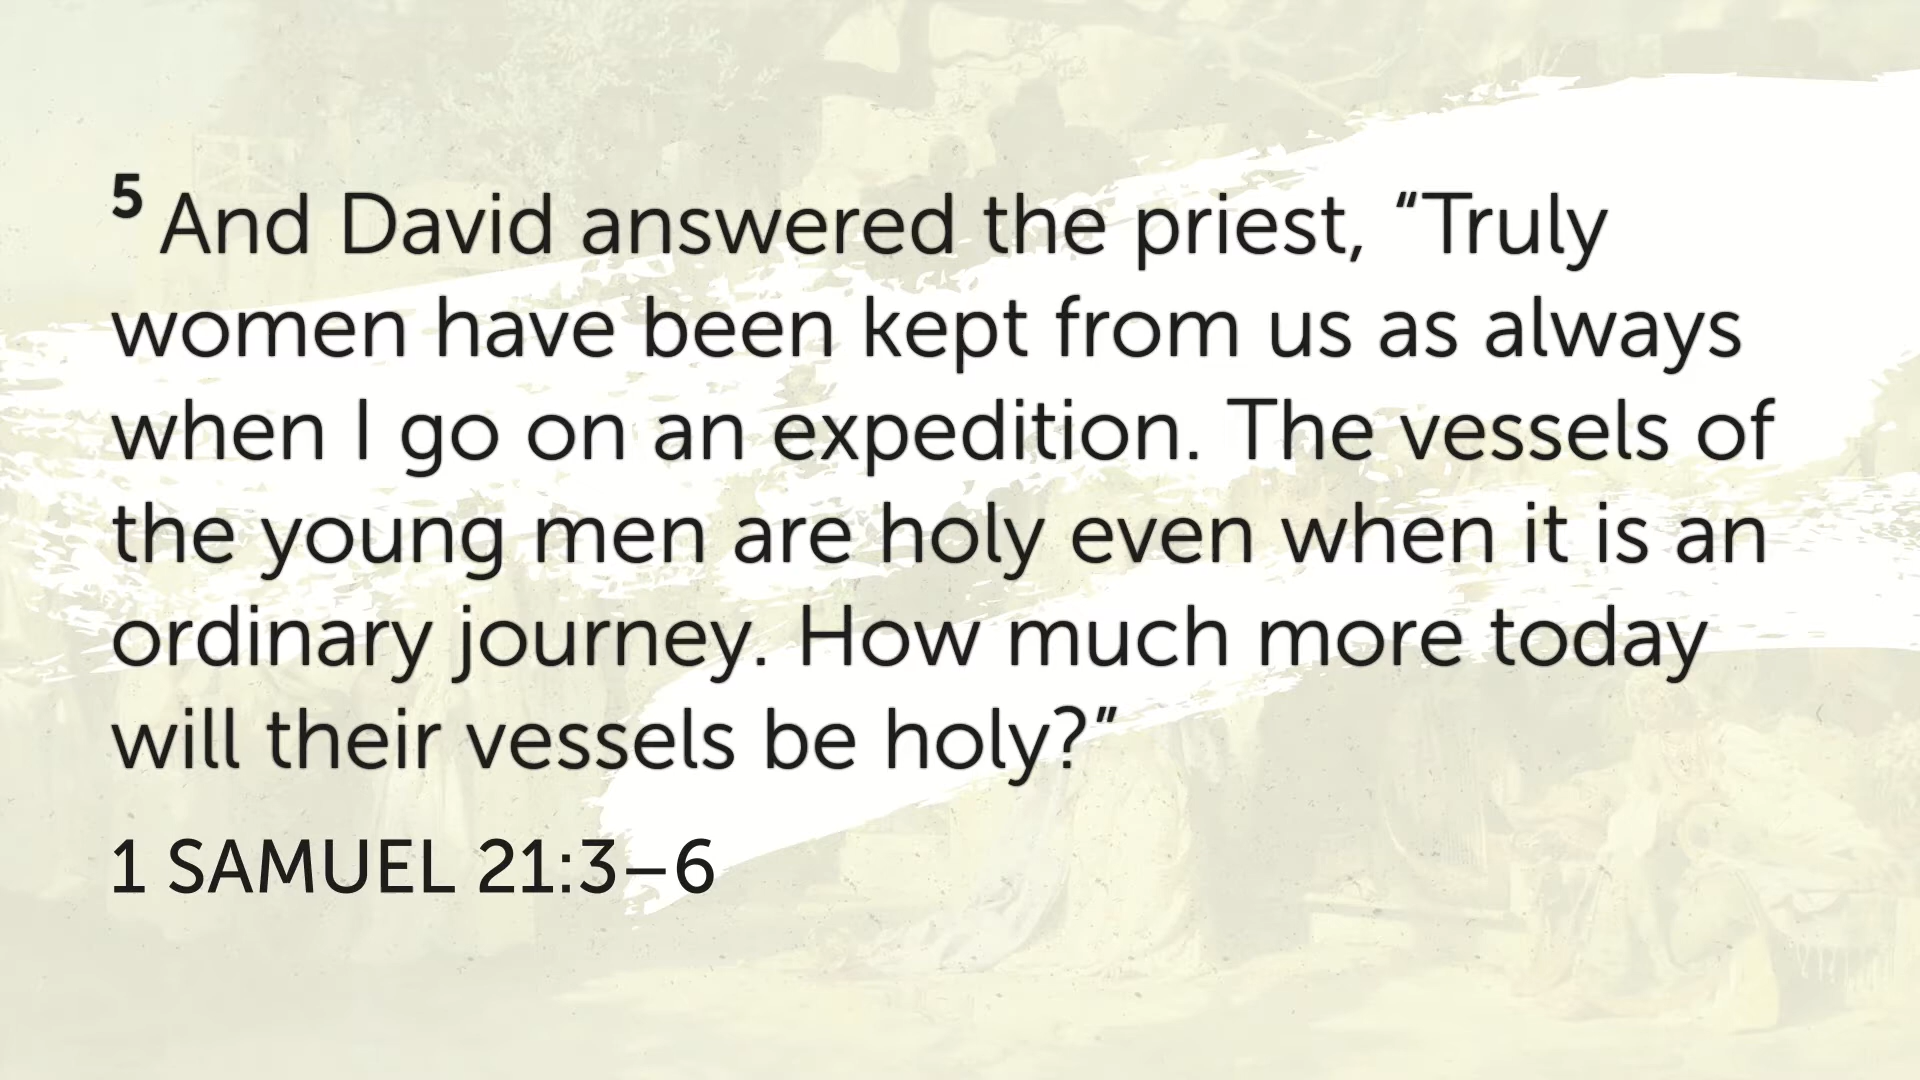 5 And David answered the priest, “Truly
women have been kept from us as always
when I go on an expedition. The vessels of
the young men are holy even when it is an
ordinary journey. How much more today
will their vessels be holy?”
1 SAMUEL 21:3–6